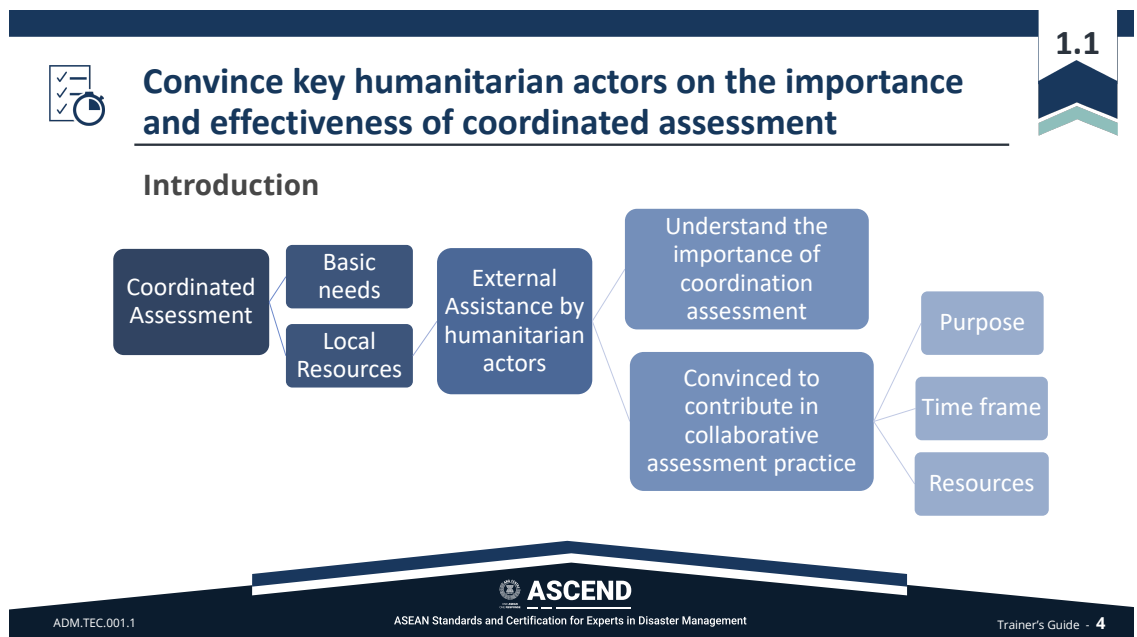 1.1
Convince key humanitarian actors on the importance
and effectiveness of coordinated assessment
Introduction
Coordinated
Assessment
Basic
needs
Local
Resources
External
Assistance by
humanitarian
actors
Understand the
importance of
coordination
assessment
Convinced to
contribute in
collaborative
assessment practice
Purpose
Time frame
Resources
ASCEND
ASEAN Standards and Certification for Experts in Disaster Management
ADM.TEC.001.1
Trainer's Guide - 4